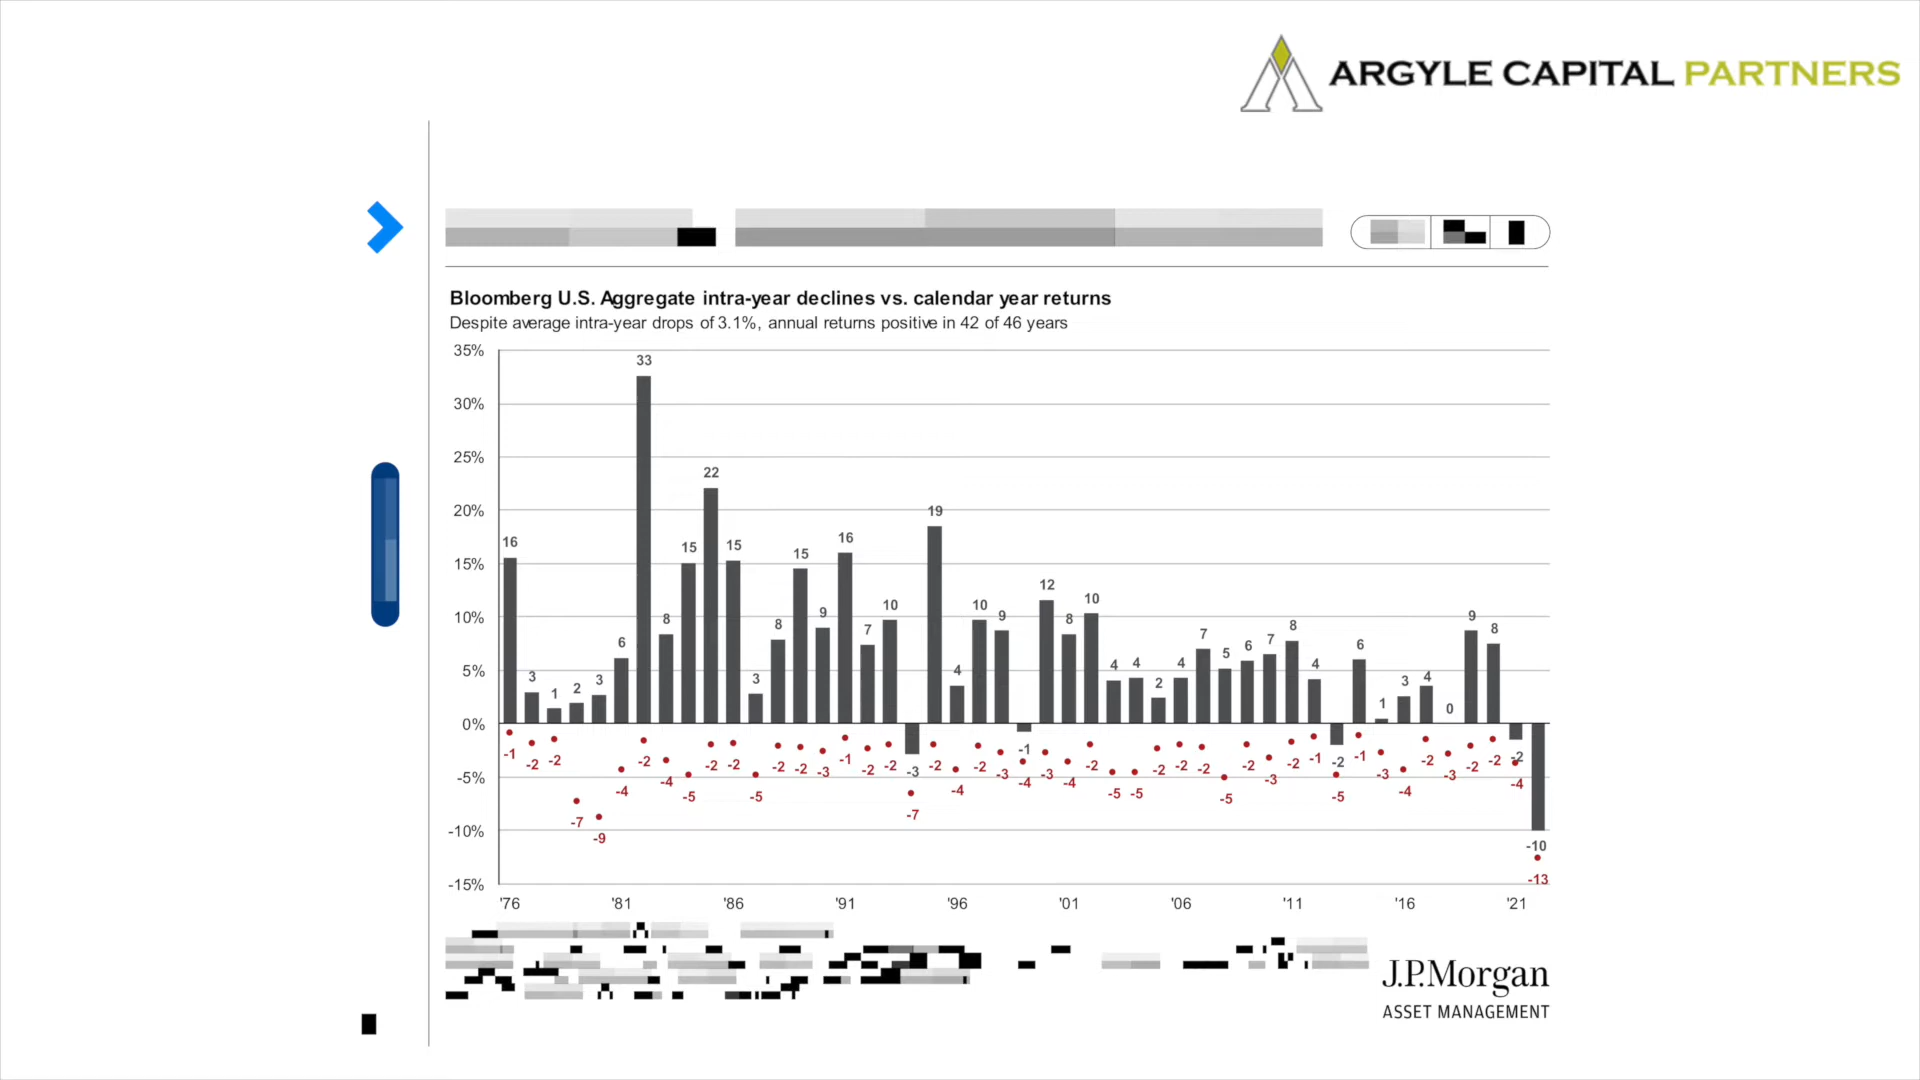 ARGYLE CAPITAL PARTNERS
Bloomberg U.S. Aggregate intra-year declines vs. calendar year returns
Despite average intra-year drops of 3.1%, annual returns positive in 42 of 46 years
35%
30%
25%
20%
15%
10%
5%
0%
-5%
-10%
-15%
16 3 1 2 3 6 33 8 15 22 15 3 8 15 9 16 7 10 -3 19 4 10 9 -1 12 8 10 4 4 2 4 7 5 6 7 8 4 -2 6 1 3 4 0 9 8 -2 -10
-1 -2 -2 -7 -9 -4 -2 -4 -5 -2 -2 -5 -2 -2 -3 -1 -2 -2 -7 -2 -4 -2 -3 -4 -3 -4 -2 -5 -5 -2 -2 -2 -5 -2 -3 -2 -1 -5 -1 -3 -4 -2 -3 -2 -2 -4 -13
'76 '81 '86 '91 '96 '01 '06 '11 '16 '21
J.P.Morgan
ASSET MANAGEMENT